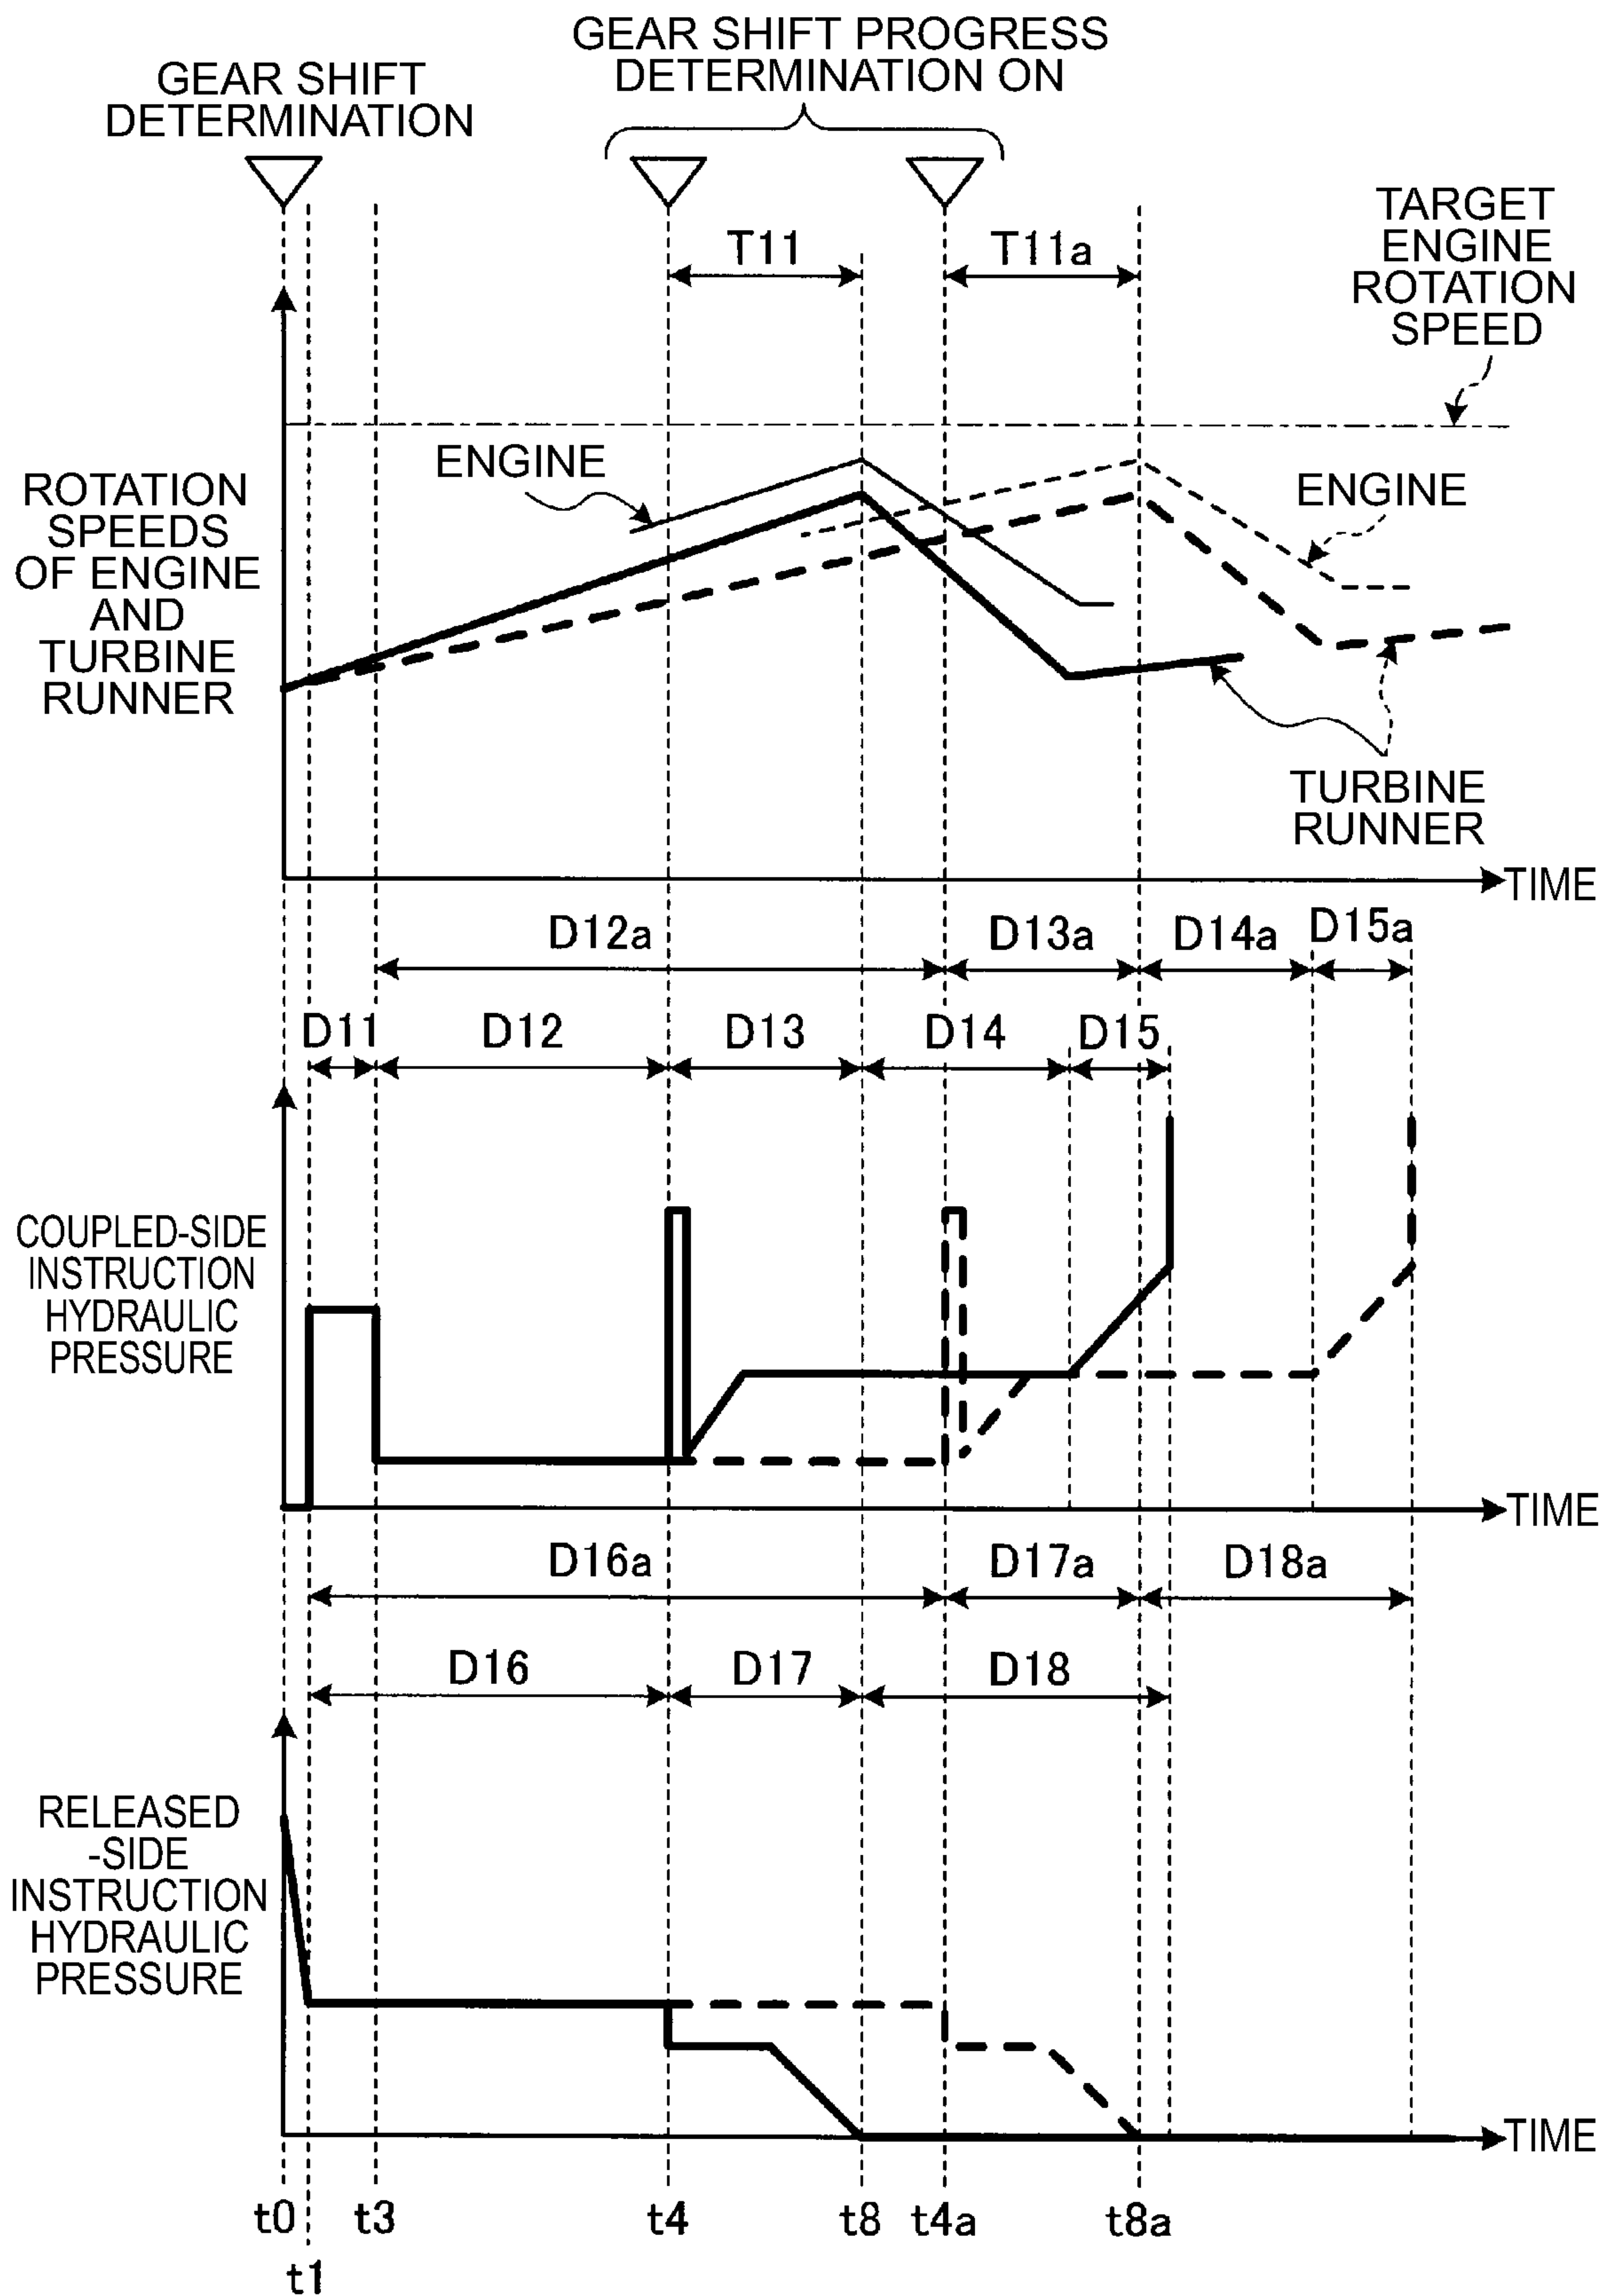 GEAR SHIFT PROGRESS
DETERMINATION ON
GEAR SHIFT
DETERMINATION
TARGET
ENGINE
ROTATION
SPEED
T11
T11a
ENGINE
ENGINE
ROTATION
SPEEDS
OF ENGINE
AND
TURBINE
RUNNER
TURBINE
RUNNER
TIME
D12a
D13a
D14a
D15a
D11
D12
D13
D14
D15
COUPLED-SIDE
INSTRUCTION
HYDRAULIC
PRESSURE
TIME
D16a
D17a
D18a
D16
D17
D18
RELEASED
-SIDE
INSTRUCTION
HYDRAULIC
PRESSURE
TIME
t0
t1
t3
t4
t8
t4a
t8a